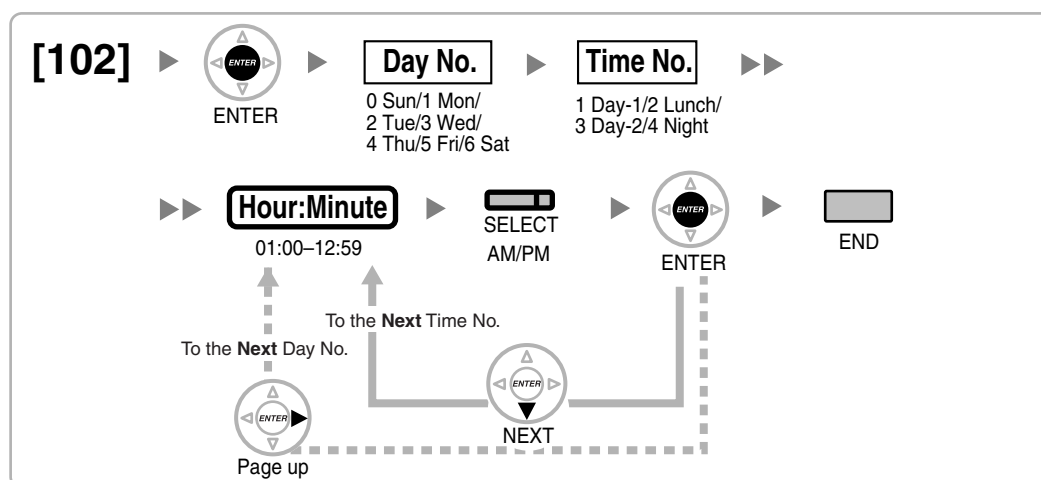 [102]
ENTER
ENTER
Day No.
0 Sun/1 Mon/
2 Tue/3 Wed/
4 Thu/5 Fri/6 Sat
Time No.
1 Day-1/2 Lunch/
3 Day-2/4 Night
Hour:Minute
01:00–12:59
SELECT
AM/PM
ENTER
ENTER
END
To the Next Time No.
To the Next Day No.
ENTER
NEXT
ENTER
Page up